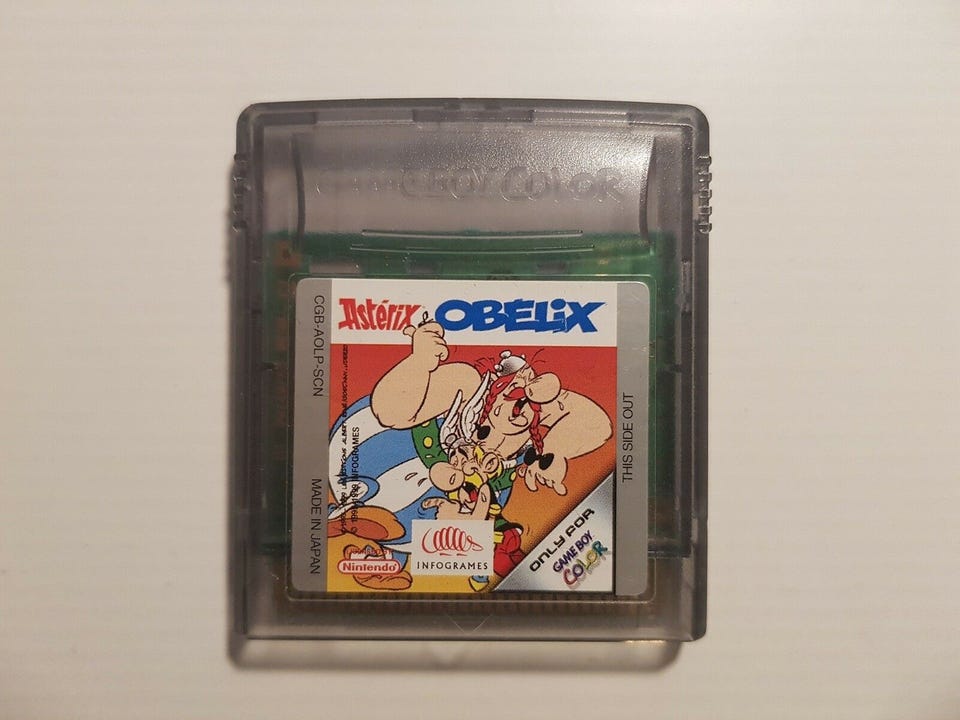 GAME BOY COLOR
Astérix OBELIX
CGB-AOLP-SCN
MADE IN JAPAN
INFOGRAMES
THIS SIDE OUT
Nintendo
INFOGRAMES
ONLY FOR
GAME BOY
COLOR